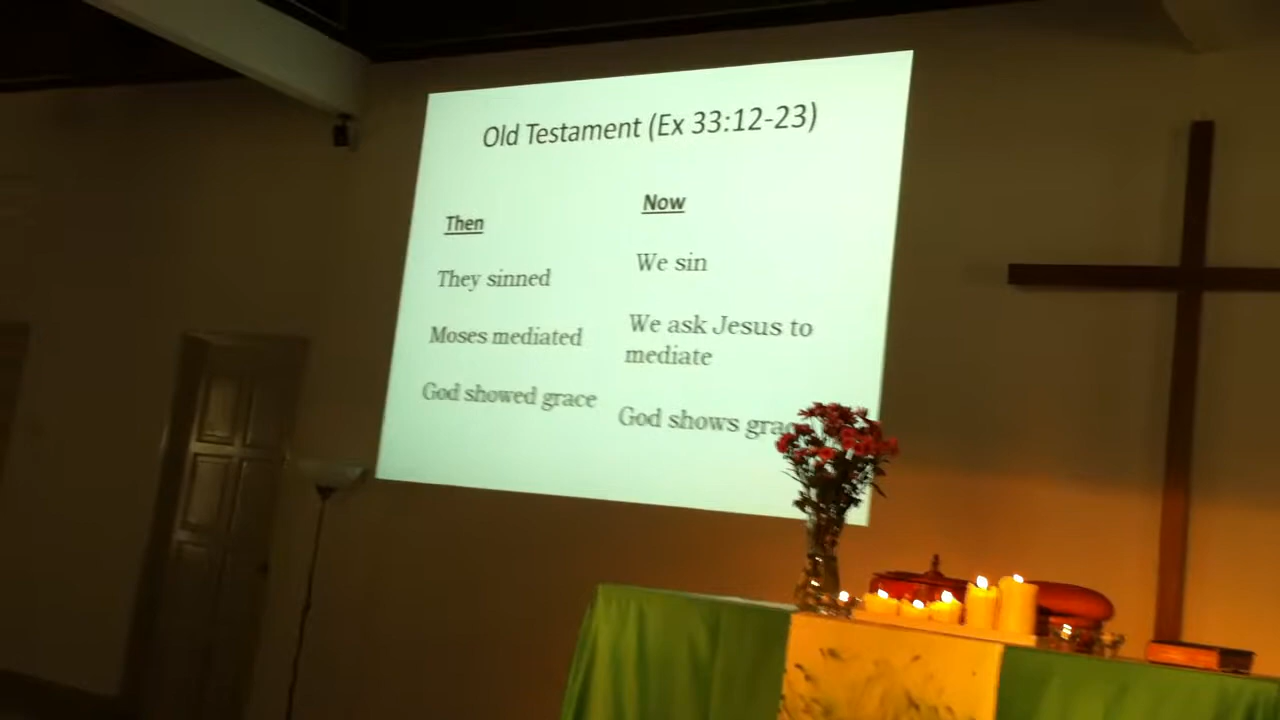 Old Testament (Ex 33:12-23)
Then
They sinned
Moses mediated
God showed grace
Now
We sin
We ask Jesus to
mediate
God shows